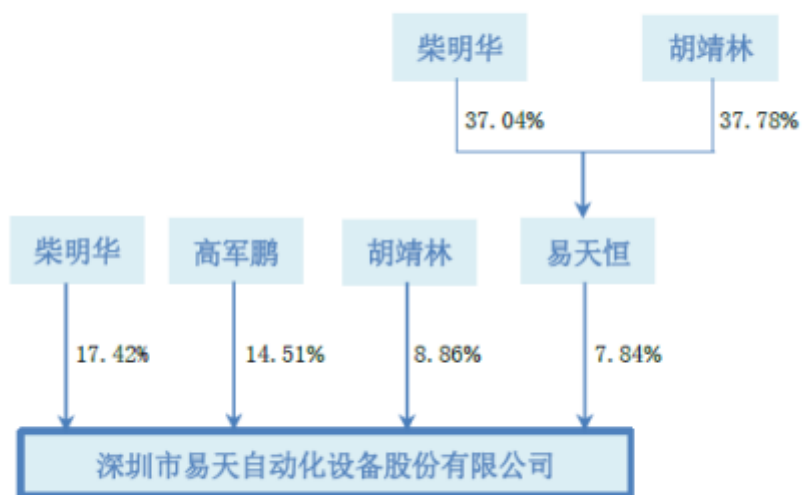 柴明华 胡靖林
37.04% 37.78%
柴明华 高军鹏 胡靖林 易天恒
17.42% 14.51% 8.86% 7.84%
深圳市易天自动化设备股份有限公司